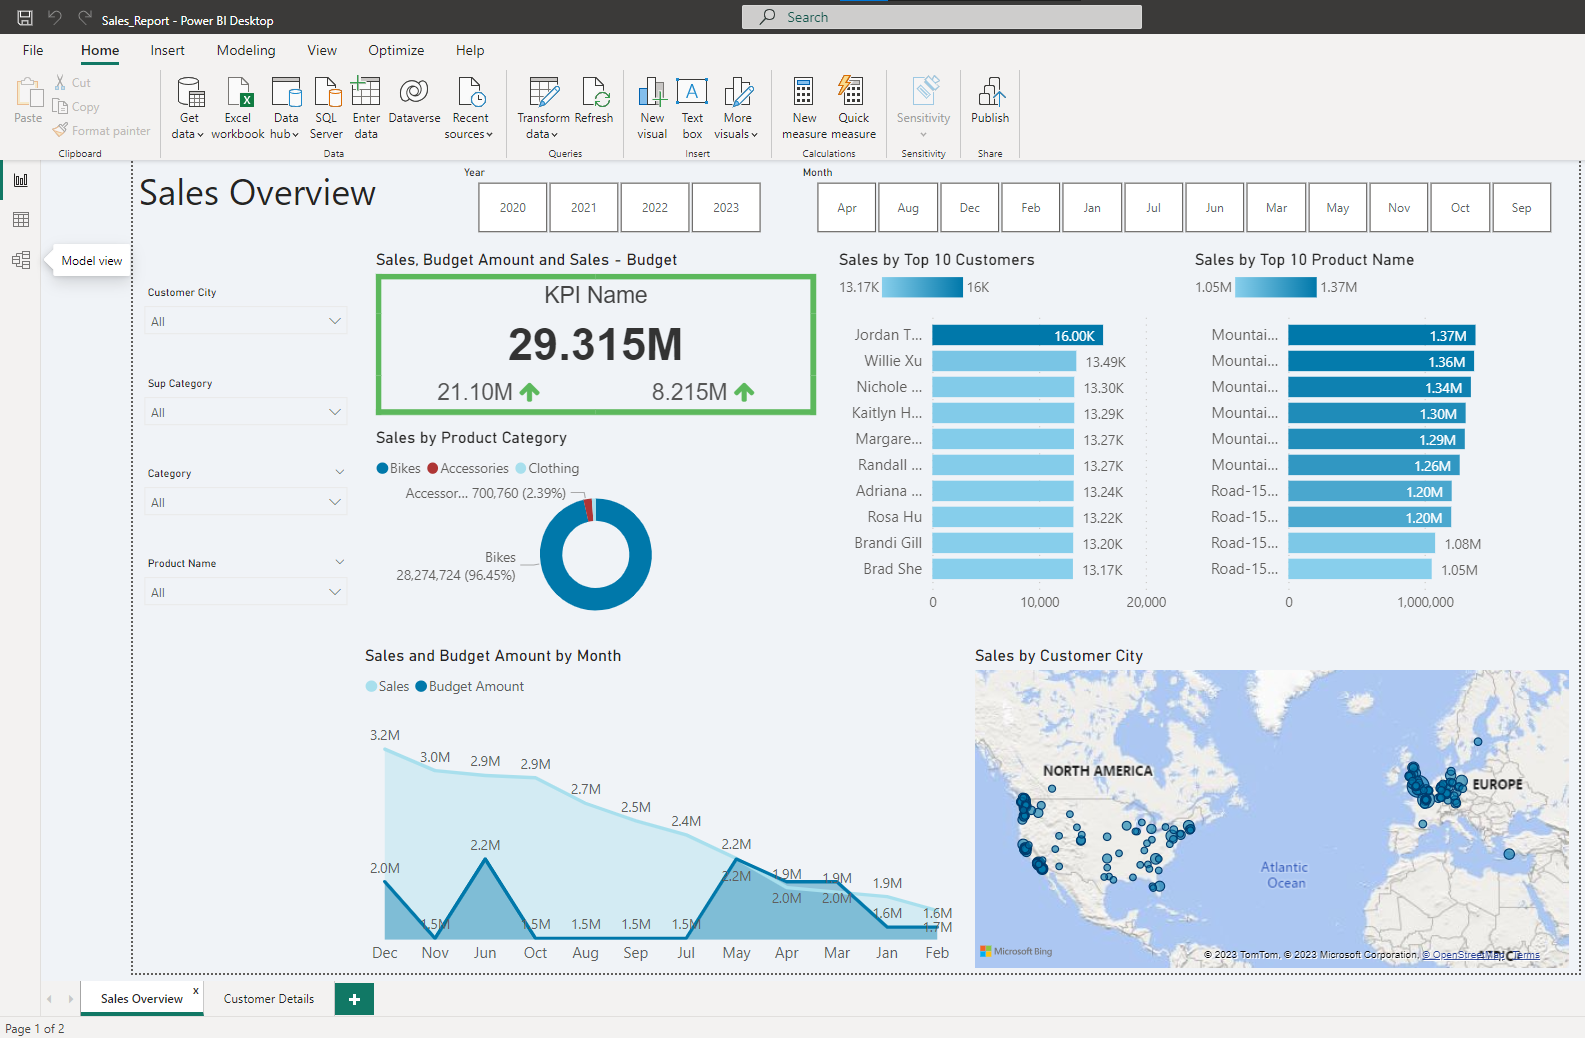 Sales_Report - Power BI Desktop
Search
File Home Insert Modeling View Optimize Help
Paste
Cut
Copy
Format painter
Clipboard
Get data
Excel workbook
Data hub
SQL Server
Enter data
Dataverse
Recent sources
Data
Transform data
Refresh
Queries
New visual
Text box
More visuals
Insert
New measure
Quick measure
Calculations
Sensitivity
Sensitivity
Publish
Share
Model view
Sales Overview
Year
2020 2021 2022 2023
Month
Apr Aug Dec Feb Jan Jul Jun Mar May Nov Oct Sep
Customer City
All
Sup Category
All
Category
All
Product Name
All
Sales, Budget Amount and Sales - Budget
KPI Name
29.315M
21.10M 8.215M
Sales by Product Category
Bikes Accessories Clothing
Accessor... 700,760 (2.39%)
Bikes
28,274,724 (96.45%)
Sales by Top 10 Customers
13.17K 16K
Jordan T... 16.00K
Willie Xu 13.49K
Nichole ... 13.30K
Kaitlyn H... 13.29K
Margare... 13.27K
Randall ... 13.27K
Adriana ... 13.24K
Rosa Hu 13.22K
Brandi Gill 13.20K
Brad She 13.17K
0 10,000 20,000
Sales by Top 10 Product Name
1.05M 1.37M
Mountai... 1.37M
Mountai... 1.36M
Mountai... 1.34M
Mountai... 1.30M
Mountai... 1.29M
Mountai... 1.26M
Road-15... 1.20M
Road-15... 1.20M
Road-15... 1.08M
Road-15... 1.05M
0 1,000,000
Sales and Budget Amount by Month
Sales Budget Amount
3.2M 3.0M 2.9M 2.9M 2.7M 2.5M 2.4M 2.2M 1.9M 1.9M 1.9M 1.6M
2.0M 1.5M 2.2M 1.5M 1.5M 1.5M 1.5M 2.2M 2.0M 2.0M 1.6M 1.7M
Dec Nov Jun Oct Aug Sep Jul May Apr Mar Jan Feb
Sales by Customer City
NORTH AMERICA
EUROPE
Atlantic
Ocean
Microsoft Bing
© 2023 TomTom, © 2023 Microsoft Corporation, © OpenStreetMap Terms
Sales Overview x
Customer Details
+
Page 1 of 2